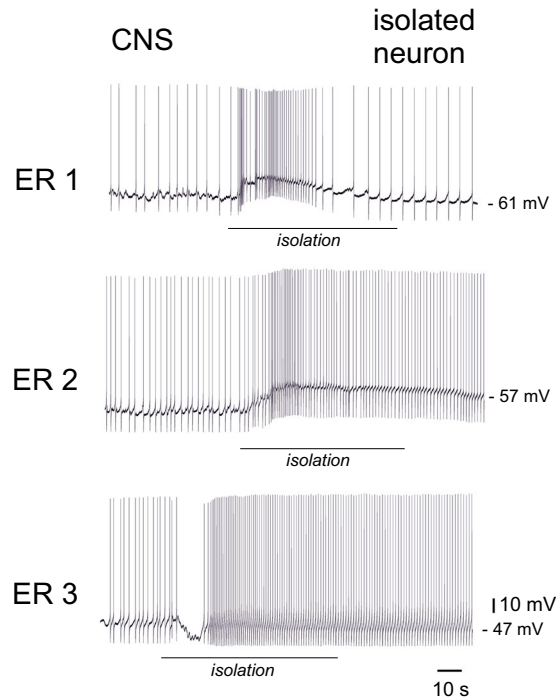 CNS
isolated
neuron
ER 1
- 61 mV
isolation
ER 2
- 57 mV
isolation
ER 3
10 mV
- 47 mV
isolation
10 s